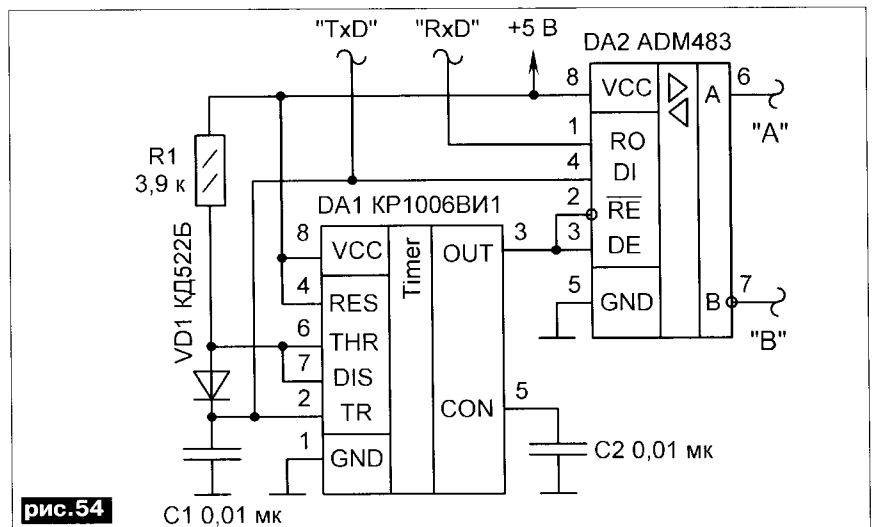 "TxD" "RxD" +5 В
DA2 ADM483
8 VCC A 6
"A"
1 RO
4 DI
2 RE
3 DE
5 GND B 7
"B"
R1
3,9 к
DA1 КР1006ВИ1
8 VCC Timer OUT 3
4 RES
6 THR
7 DIS
2 TR CON 5
1 GND
VD1 КД522Б
C2 0,01 мк
C1 0,01 мк
рис.54